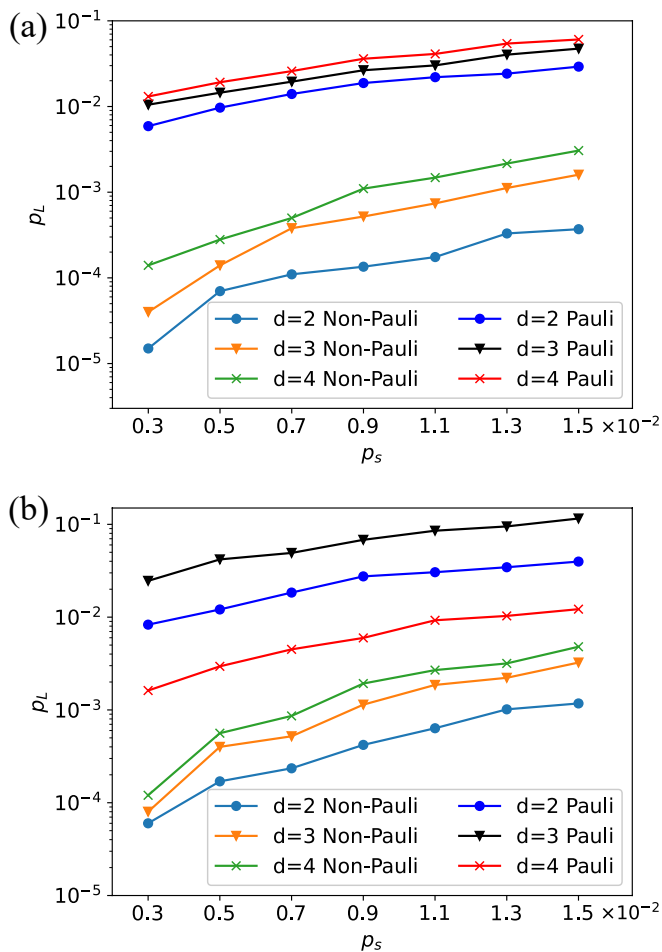 (a)
10⁻¹
10⁻²
10⁻³
10⁻⁴
10⁻⁵
p_L
d=2 Non-Pauli
d=3 Non-Pauli
d=4 Non-Pauli
d=2 Pauli
d=3 Pauli
d=4 Pauli
0.3 0.5 0.7 0.9 1.1 1.3 1.5 ×10⁻²
p_s
(b)
10⁻¹
10⁻²
10⁻³
10⁻⁴
10⁻⁵
p_L
d=2 Non-Pauli
d=3 Non-Pauli
d=4 Non-Pauli
d=2 Pauli
d=3 Pauli
d=4 Pauli
0.3 0.5 0.7 0.9 1.1 1.3 1.5 ×10⁻²
p_s